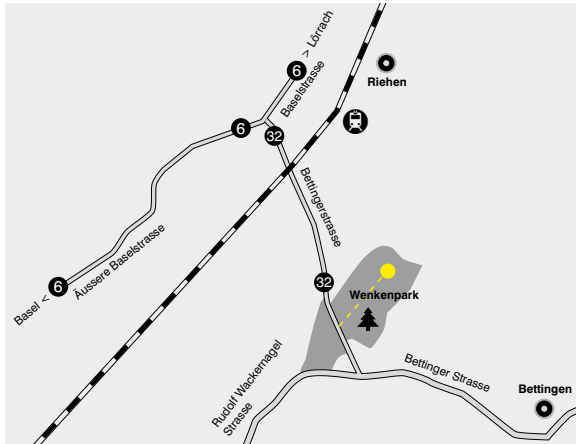 6
> Lörrach
Baselstrasse
Riehen
6
32
Bettingerstrasse
Äussere Baselstrasse
6
Basel <
32
Wenkenpark
Rudolf Wackernagel
Strasse
Bettinger Strasse
Bettingen